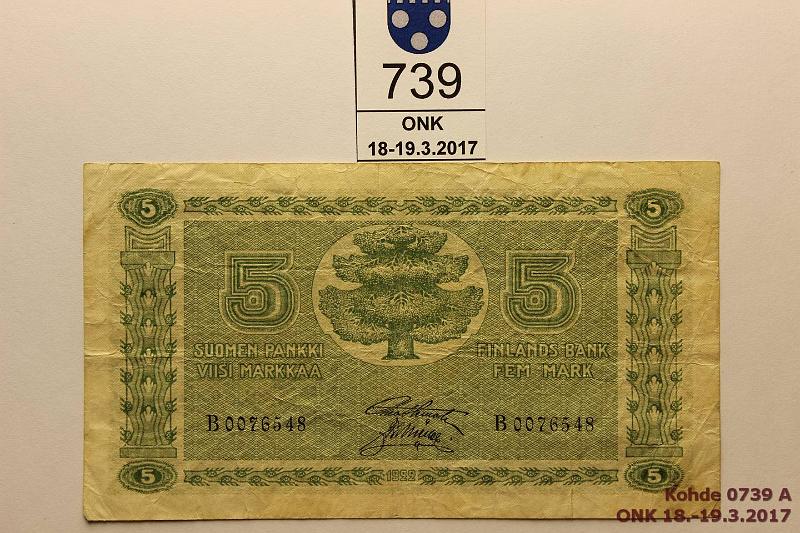 739
ONK
18-19.3.2017
5 5
5 5
SUOMEN PANKKI FINLANDS BANK
VIISI MARKKAA FEM MARK
B0076548 B0076548
5 1922 5
Kohde 0739 A
ONK 18.-19.3.2017